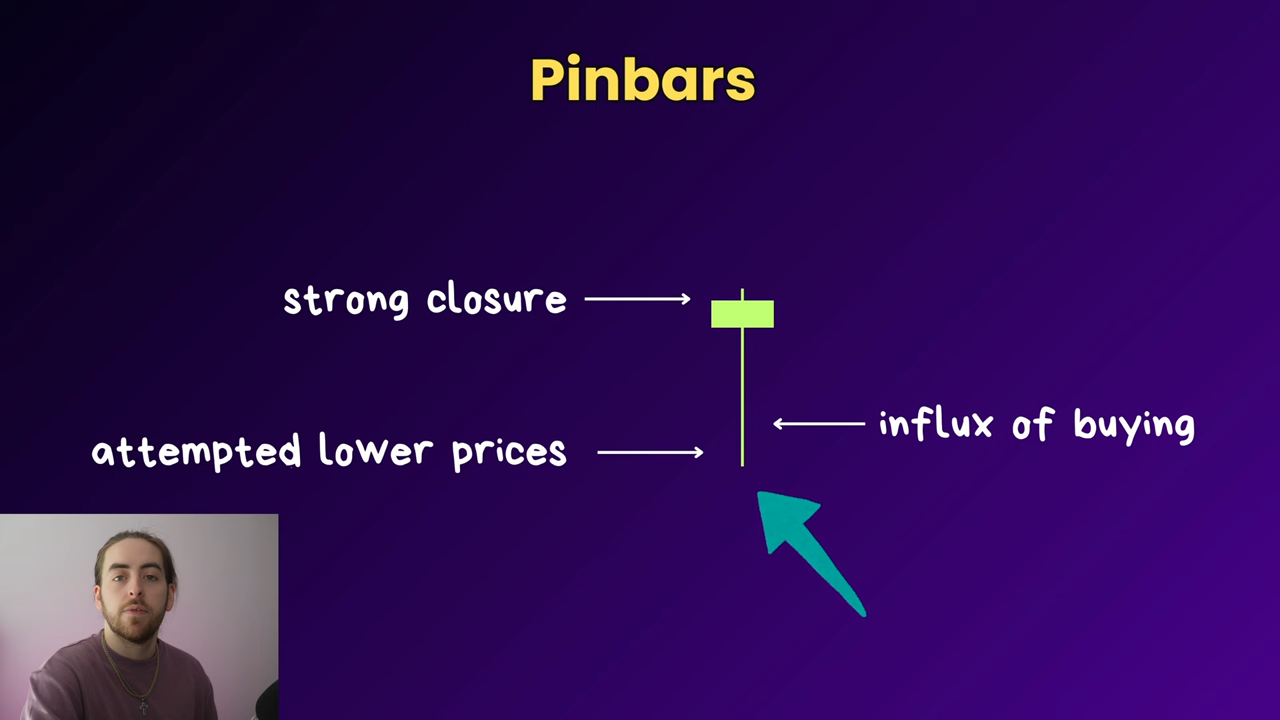 Pinbars
strong closure
influx of buying
attempted lower prices